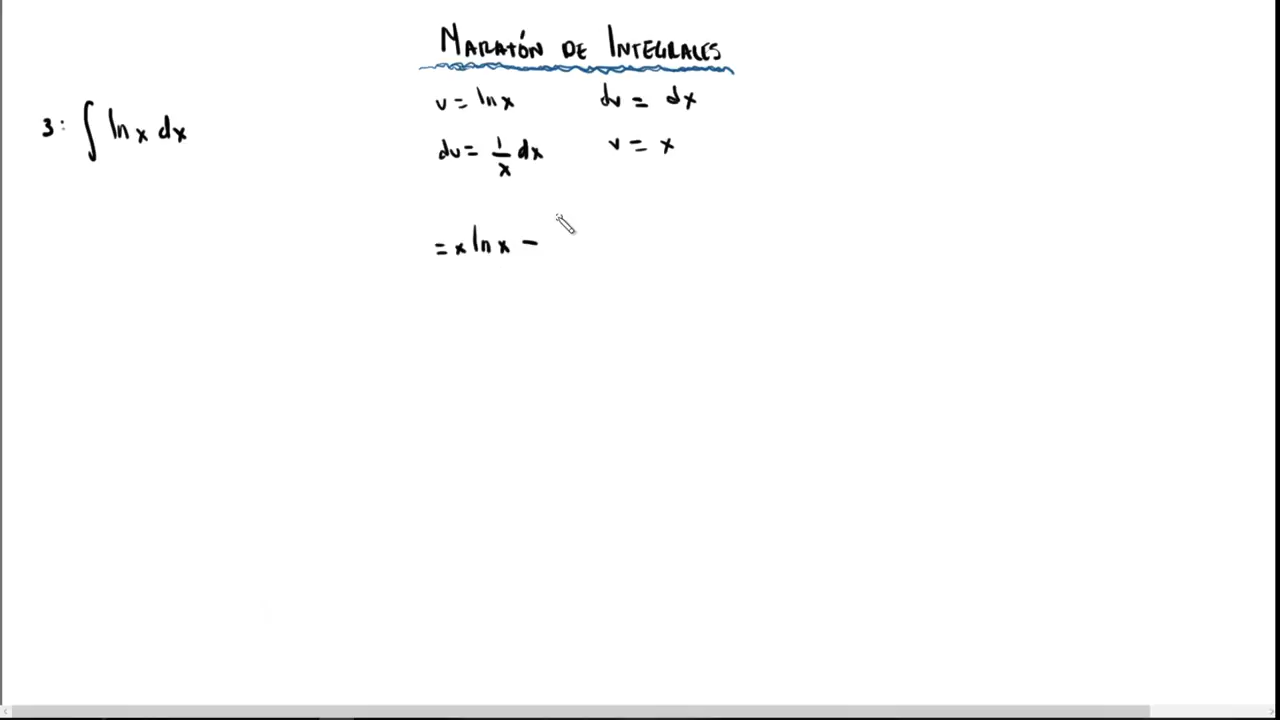 MARATÓN DE INTEGRALES
3: ∫ ln x dx
u = ln x dv = dx
du = 1/x dx v = x
= x ln x −